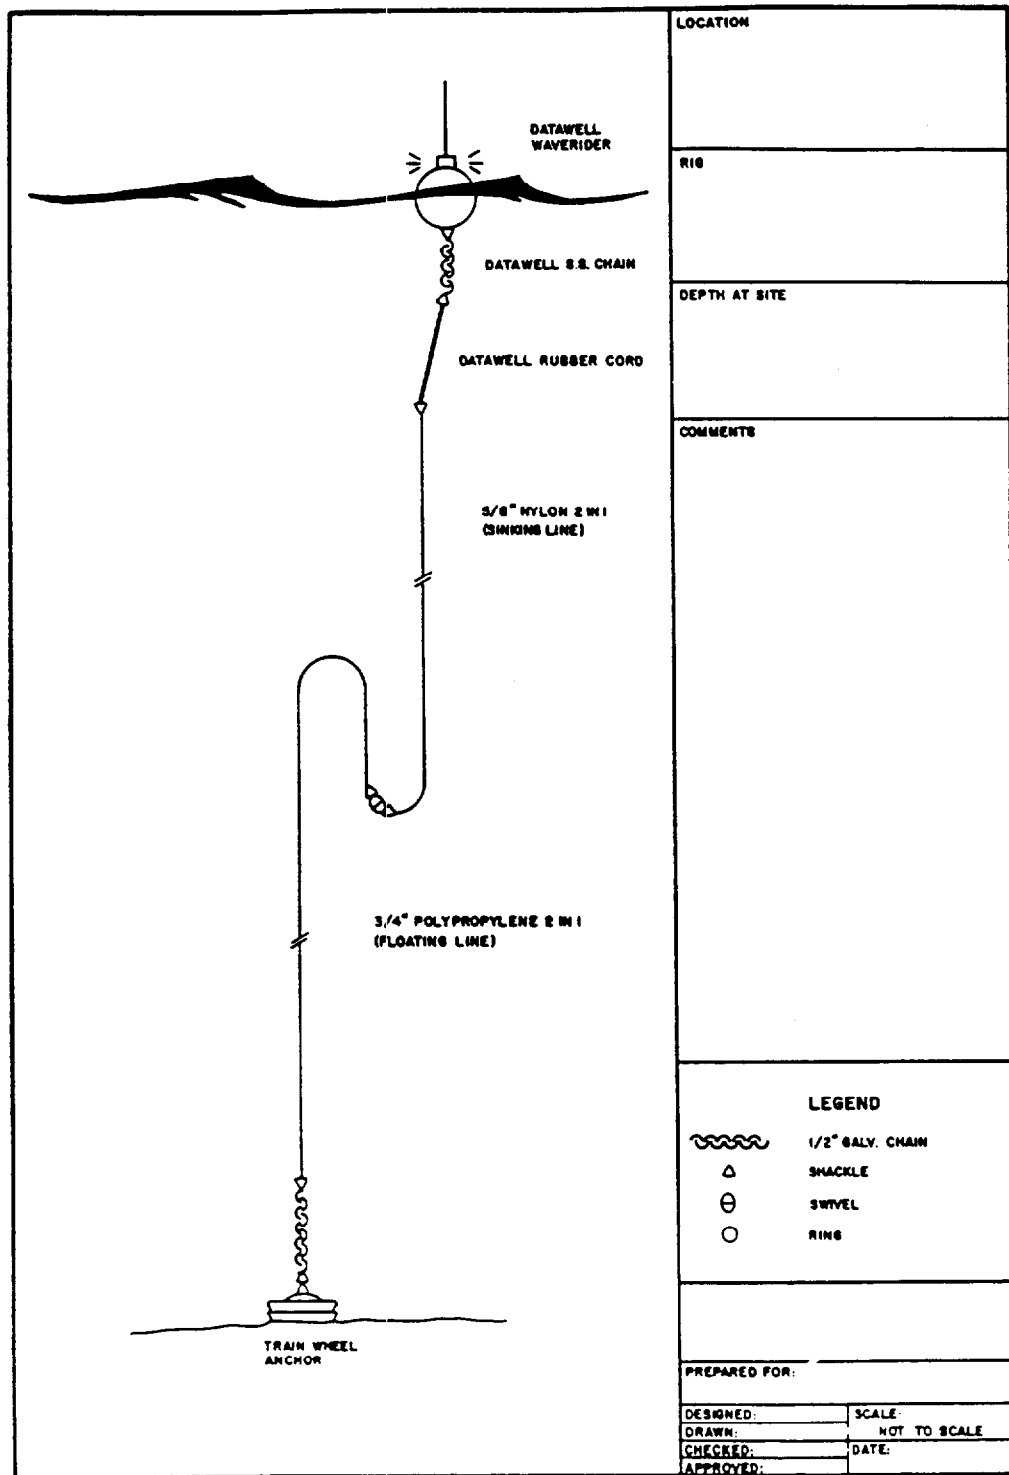 DATAWELL
WAVERIDER
DATAWELL S.S. CHAIN
DATAWELL RUBBER CORD
5/8" NYLON 2 IN 1
(SINKING LINE)
3/4" POLYPROPYLENE 2 IN 1
(FLOATING LINE)
TRAIN WHEEL
ANCHOR
LOCATION
RIG
DEPTH AT SITE
COMMENTS
LEGEND
1/2" GALV. CHAIN
SHACKLE
SWIVEL
RING
PREPARED FOR:
DESIGNED:
SCALE:
DRAWN:
NOT TO SCALE
CHECKED:
DATE:
APPROVED: